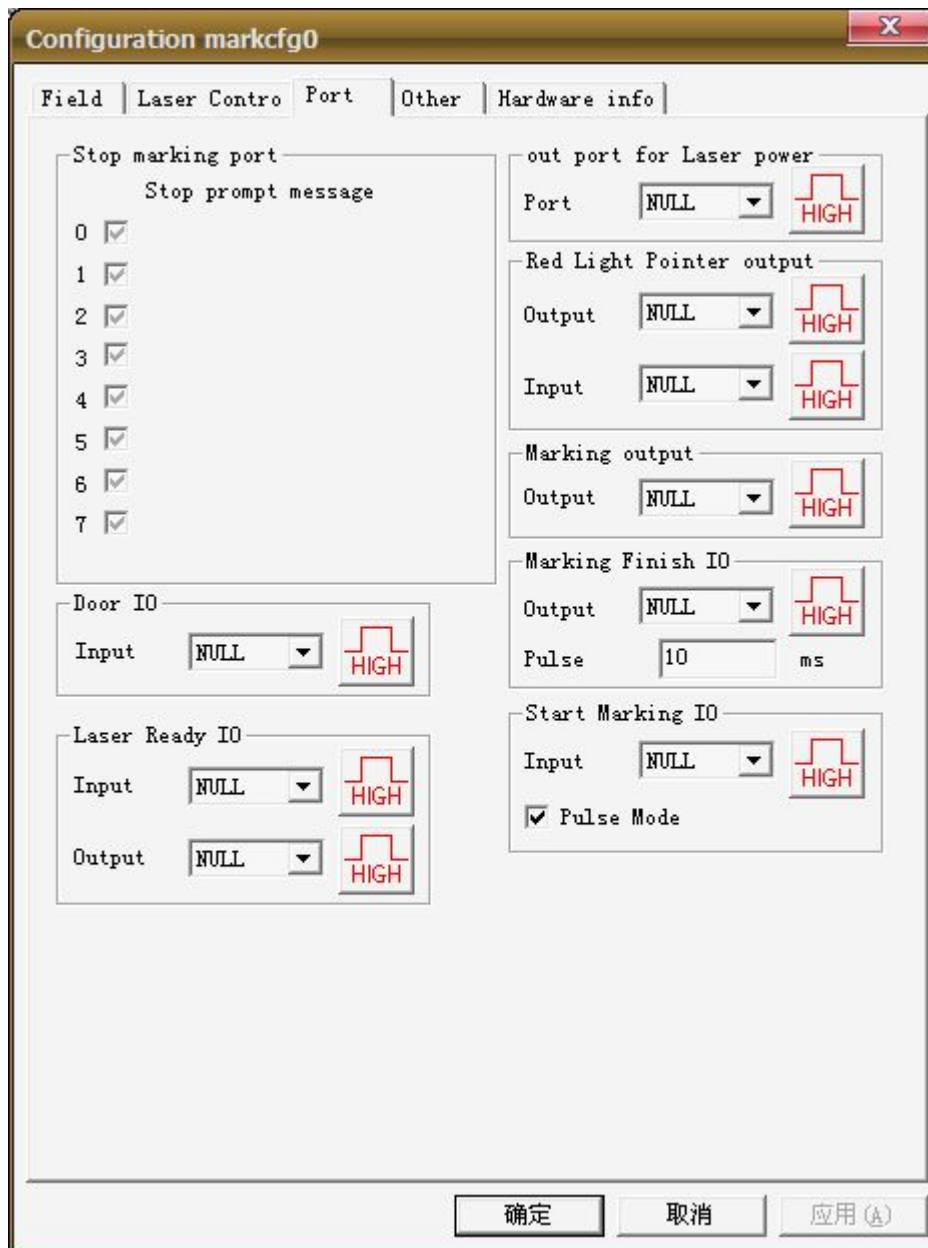 Configuration markcfg0
Field Laser Contro Port Other Hardware info
Stop marking port
Stop prompt message
0
1
2
3
4
5
6
7
Door IO
Input NULL HIGH
Laser Ready IO
Input NULL HIGH
Output NULL HIGH
out port for Laser power
Port NULL HIGH
Red Light Pointer output
Output NULL HIGH
Input NULL HIGH
Marking output
Output NULL HIGH
Marking Finish IO
Output NULL HIGH
Pulse 10 ms
Start Marking IO
Input NULL HIGH
Pulse Mode
确定 取消 应用(A)